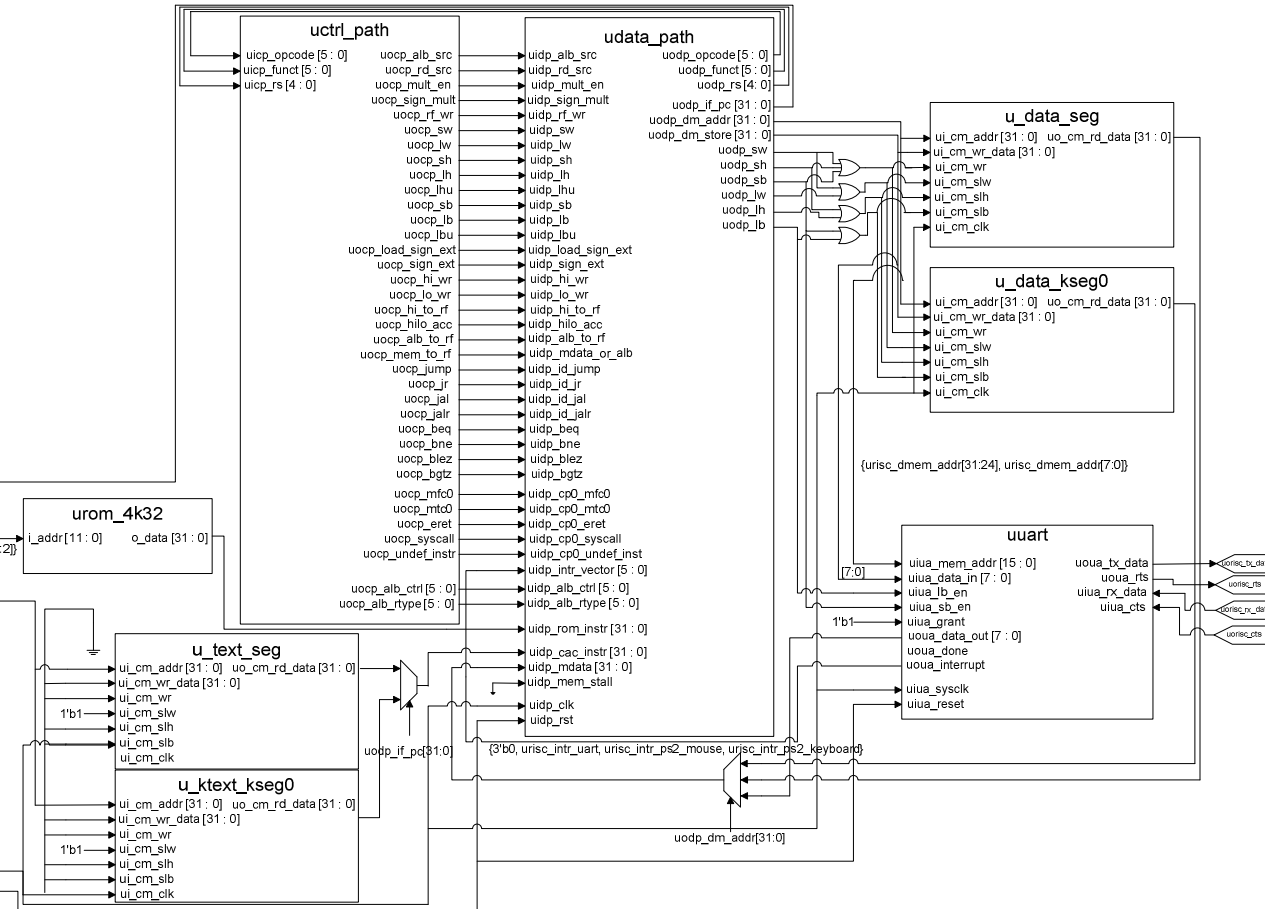 uctrl_path
uicp_opcode [5 : 0]
uicp_funct [5 : 0]
uicp_rs [4 : 0]
uocp_alb_src
uocp_rd_src
uocp_mult_en
uocp_sign_mult
uocp_rf_wr
uocp_sw
uocp_lw
uocp_sh
uocp_lh
uocp_lhu
uocp_sb
uocp_lb
uocp_lbu
uocp_load_sign_ext
uocp_sign_ext
uocp_hi_wr
uocp_lo_wr
uocp_hi_to_rf
uocp_hilo_acc
uocp_alb_to_rf
uocp_mem_to_rf
uocp_jump
uocp_jr
uocp_jal
uocp_jalr
uocp_beq
uocp_bne
uocp_blez
uocp_bgtz
uocp_mfc0
uocp_mtc0
uocp_eret
uocp_syscall
uocp_undef_instr
uocp_alb_ctrl [5 : 0]
uocp_alb_rtype [5 : 0]
udata_path
uidp_alb_src
uidp_rd_src
uidp_mult_en
uidp_sign_mult
uidp_rf_wr
uidp_sw
uidp_lw
uidp_sh
uidp_lh
uidp_lhu
uidp_sb
uidp_lb
uidp_lbu
uidp_load_sign_ext
uidp_sign_ext
uidp_hi_wr
uidp_lo_wr
uidp_hi_to_rf
uidp_hilo_acc
uidp_alb_to_rf
uidp_mdata_or_alb
uidp_id_jump
uidp_id_jr
uidp_id_jal
uidp_id_jalr
uidp_beq
uidp_bne
uidp_blez
uidp_bgtz
uidp_cp0_mfc0
uidp_cp0_mtc0
uidp_cp0_eret
uidp_cp0_syscall
uidp_cp0_undef_inst
uidp_intr_vector [5 : 0]
uidp_alb_ctrl [5 : 0]
uidp_alb_rtype [5 : 0]
uidp_rom_instr [31 : 0]
uidp_cac_instr [31 : 0]
uidp_mdata [31 : 0]
uidp_mem_stall
uidp_clk
uidp_rst
uodp_opcode [5 : 0]
uodp_funct [5 : 0]
uodp_rs [4: 0]
uodp_if_pc [31 : 0]
uodp_dm_addr [31 : 0]
uodp_dm_store [31 : 0]
uodp_sw
uodp_sh
uodp_sb
uodp_lw
uodp_lh
uodp_lb
u_data_seg
ui_cm_addr [31 : 0] uo_cm_rd_data [31 : 0]
ui_cm_wr_data [31 : 0]
ui_cm_wr
ui_cm_slw
ui_cm_slh
ui_cm_slb
ui_cm_clk
u_data_kseg0
ui_cm_addr [31 : 0] uo_cm_rd_data [31 : 0]
ui_cm_wr_data [31 : 0]
ui_cm_wr
ui_cm_slw
ui_cm_slh
ui_cm_slb
ui_cm_clk
{urisc_dmem_addr[31:24], urisc_dmem_addr[7:0]}
urom_4k32
i_addr [11 : 0] o_data [31 : 0]
:2]}
uuart
[7:0]
1'b1
uiua_mem_addr [15 : 0]
uiua_data_in [7 : 0]
uiua_lb_en
uiua_sb_en
uiua_grant
uoua_data_out [7 : 0]
uoua_done
uoua_interrupt
uiua_sysclk
uiua_reset
uoua_tx_data
uoua_rts
uiua_rx_data
uiua_cts
uorisc_tx_da
uorisc_rts
uorisc_rx_da
uorisc_cts
u_text_seg
ui_cm_addr [31 : 0] uo_cm_rd_data [31 : 0]
ui_cm_wr_data [31 : 0]
ui_cm_wr
1'b1 ui_cm_slw
ui_cm_slh
ui_cm_slb
ui_cm_clk
u_ktext_kseg0
ui_cm_addr [31 : 0] uo_cm_rd_data [31 : 0]
ui_cm_wr_data [31 : 0]
ui_cm_wr
1'b1 ui_cm_slw
ui_cm_slh
ui_cm_slb
ui_cm_clk
uodp_if_pc[31:0]
{3'b0, urisc_intr_uart, urisc_intr_ps2_mouse, urisc_intr_ps2_keyboard}
uodp_dm_addr[31:0]